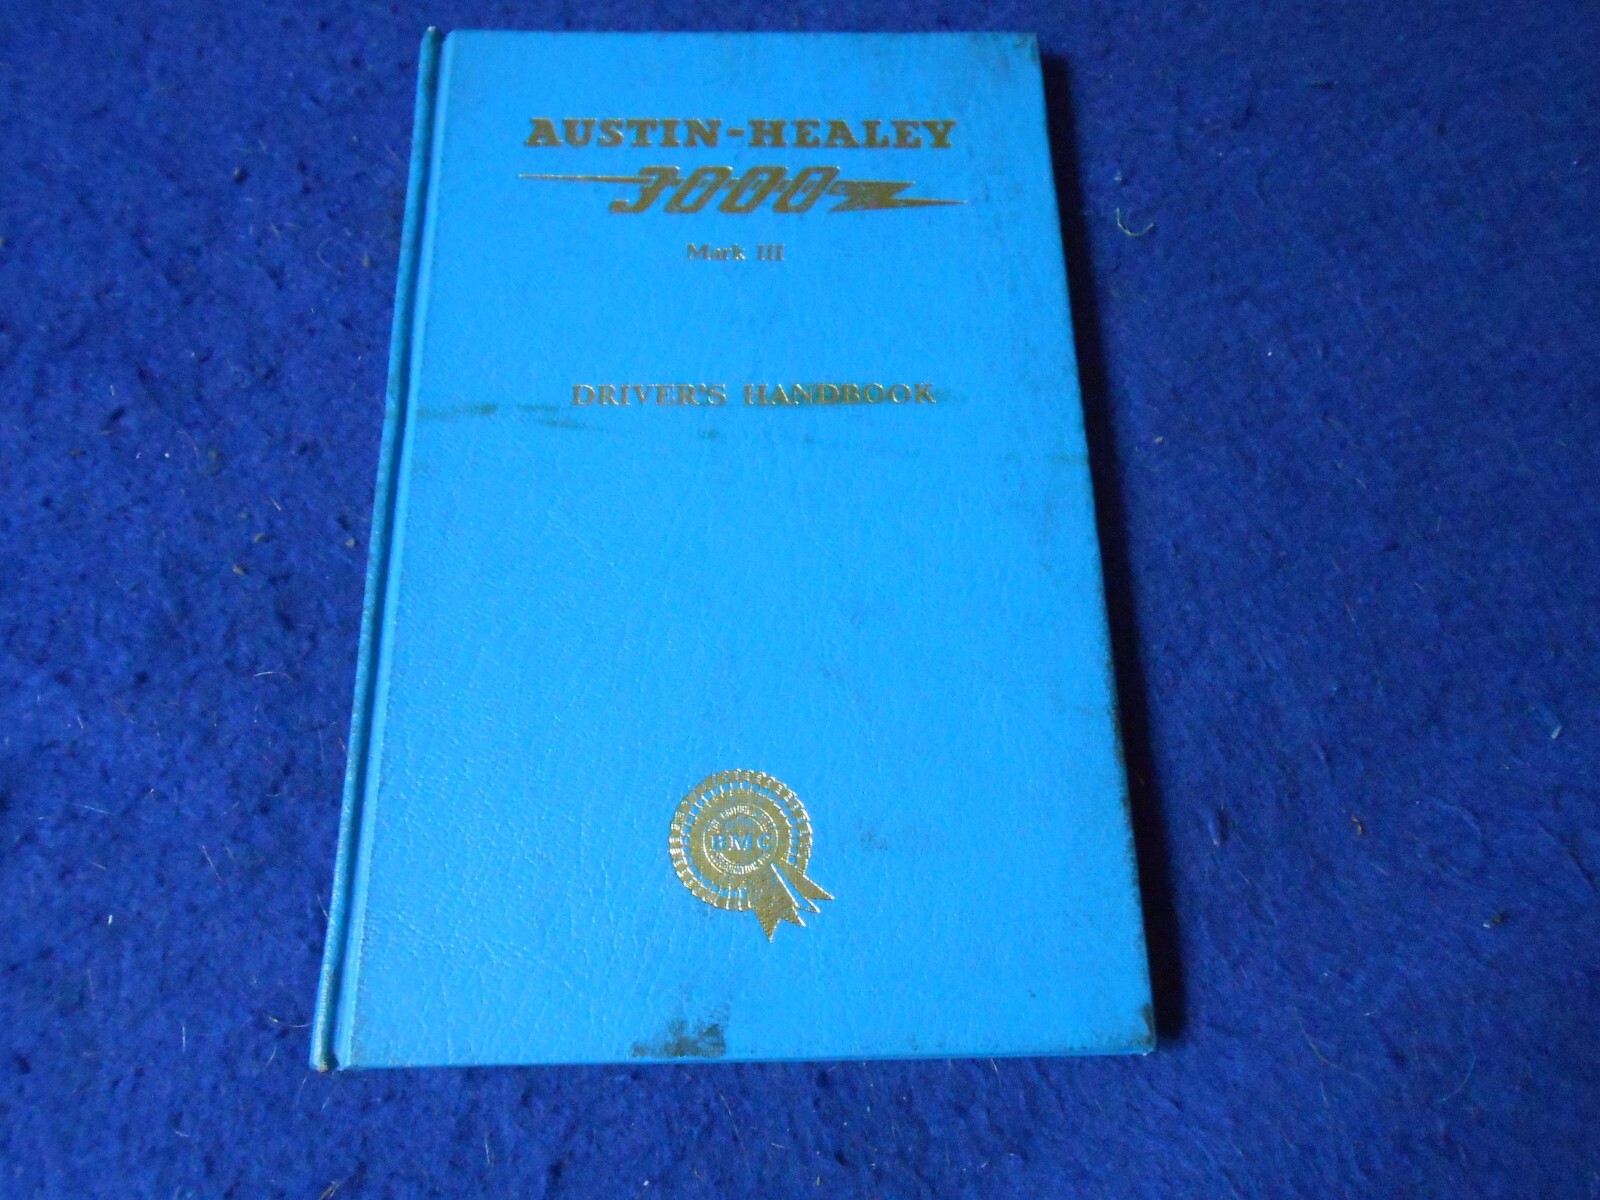 AUSTIN-HEALEY
3000
Mark III
DRIVER'S HANDBOOK
BMC